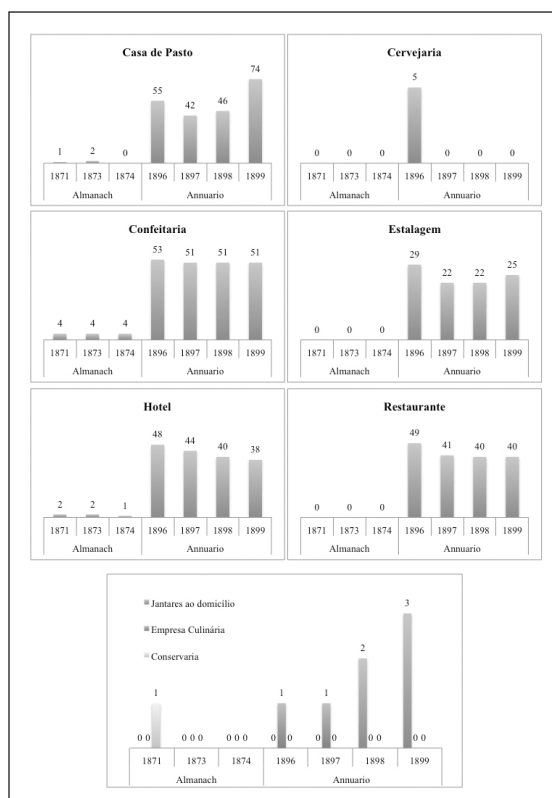 Casa de Pasto
1 2 0 55 42 46 74
1871 1873 1874 1896 1897 1898 1899
Almanach Annuario
Cervejaria
0 0 0 5 0 0 0
1871 1873 1874 1896 1897 1898 1899
Almanach Annuario
Confeitaria
4 4 4 53 51 51 51
1871 1873 1874 1896 1897 1898 1899
Almanach Annuario
Estalagem
0 0 0 29 22 22 25
1871 1873 1874 1896 1897 1898 1899
Almanach Annuario
Hotel
2 2 1 48 44 40 38
1871 1873 1874 1896 1897 1898 1899
Almanach Annuario
Restaurante
0 0 0 49 41 40 40
1871 1873 1874 1896 1897 1898 1899
Almanach Annuario
Jantares ao domicílio
Empresa Culinária
Conservaria
0 0 1 0 0 0 0 0 0 0 1 0 0 1 0 2 0 0 3 0 0
1871 1873 1874 1896 1897 1898 1899
Almanach Annuario